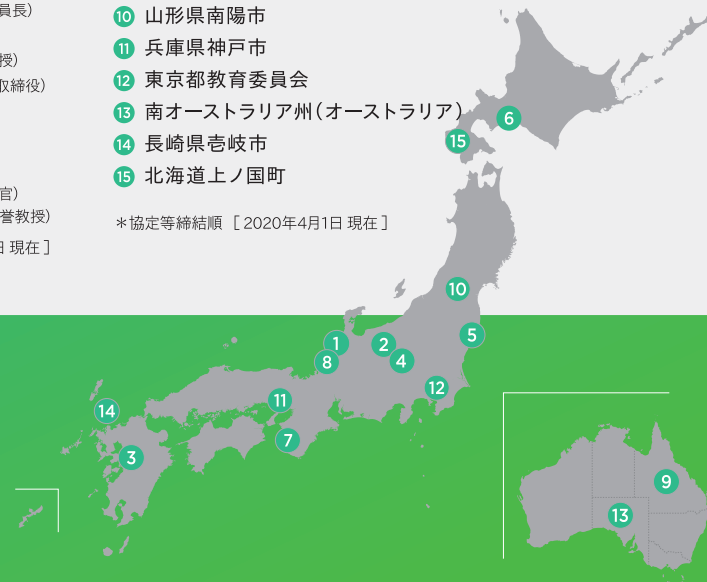 員長）
授）
取締役）
官）
誉教授）
日 現在 ］
10 山形県南陽市
11 兵庫県神戸市
12 東京都教育委員会
13 南オーストラリア州（オーストラリア）
14 長崎県壱岐市
15 北海道上ノ国町
＊協定等締結順 ［ 2020年4月1日 現在 ］
6
15
10
5
1
2
8
4
12
11
14
7
3
9
13